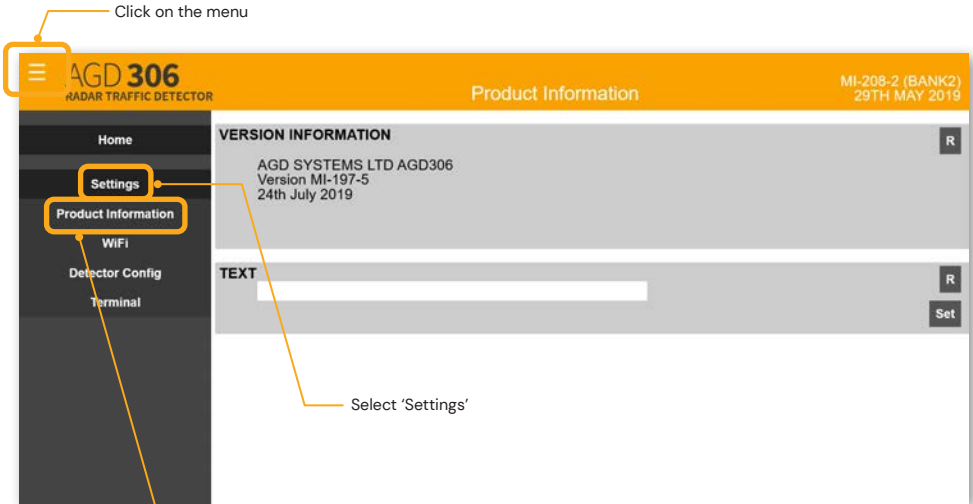 Click on the menu
AGD 306
RADAR TRAFFIC DETECTOR
Product Information
MI-208-2 (BANK2)
29TH MAY 2019
Home
Settings
Product Information
WiFi
Detector Config
Terminal
VERSION INFORMATION
R
AGD SYSTEMS LTD AGD306
Version MI-197-5
24th July 2019
TEXT
R
Set
Select ‘Settings’